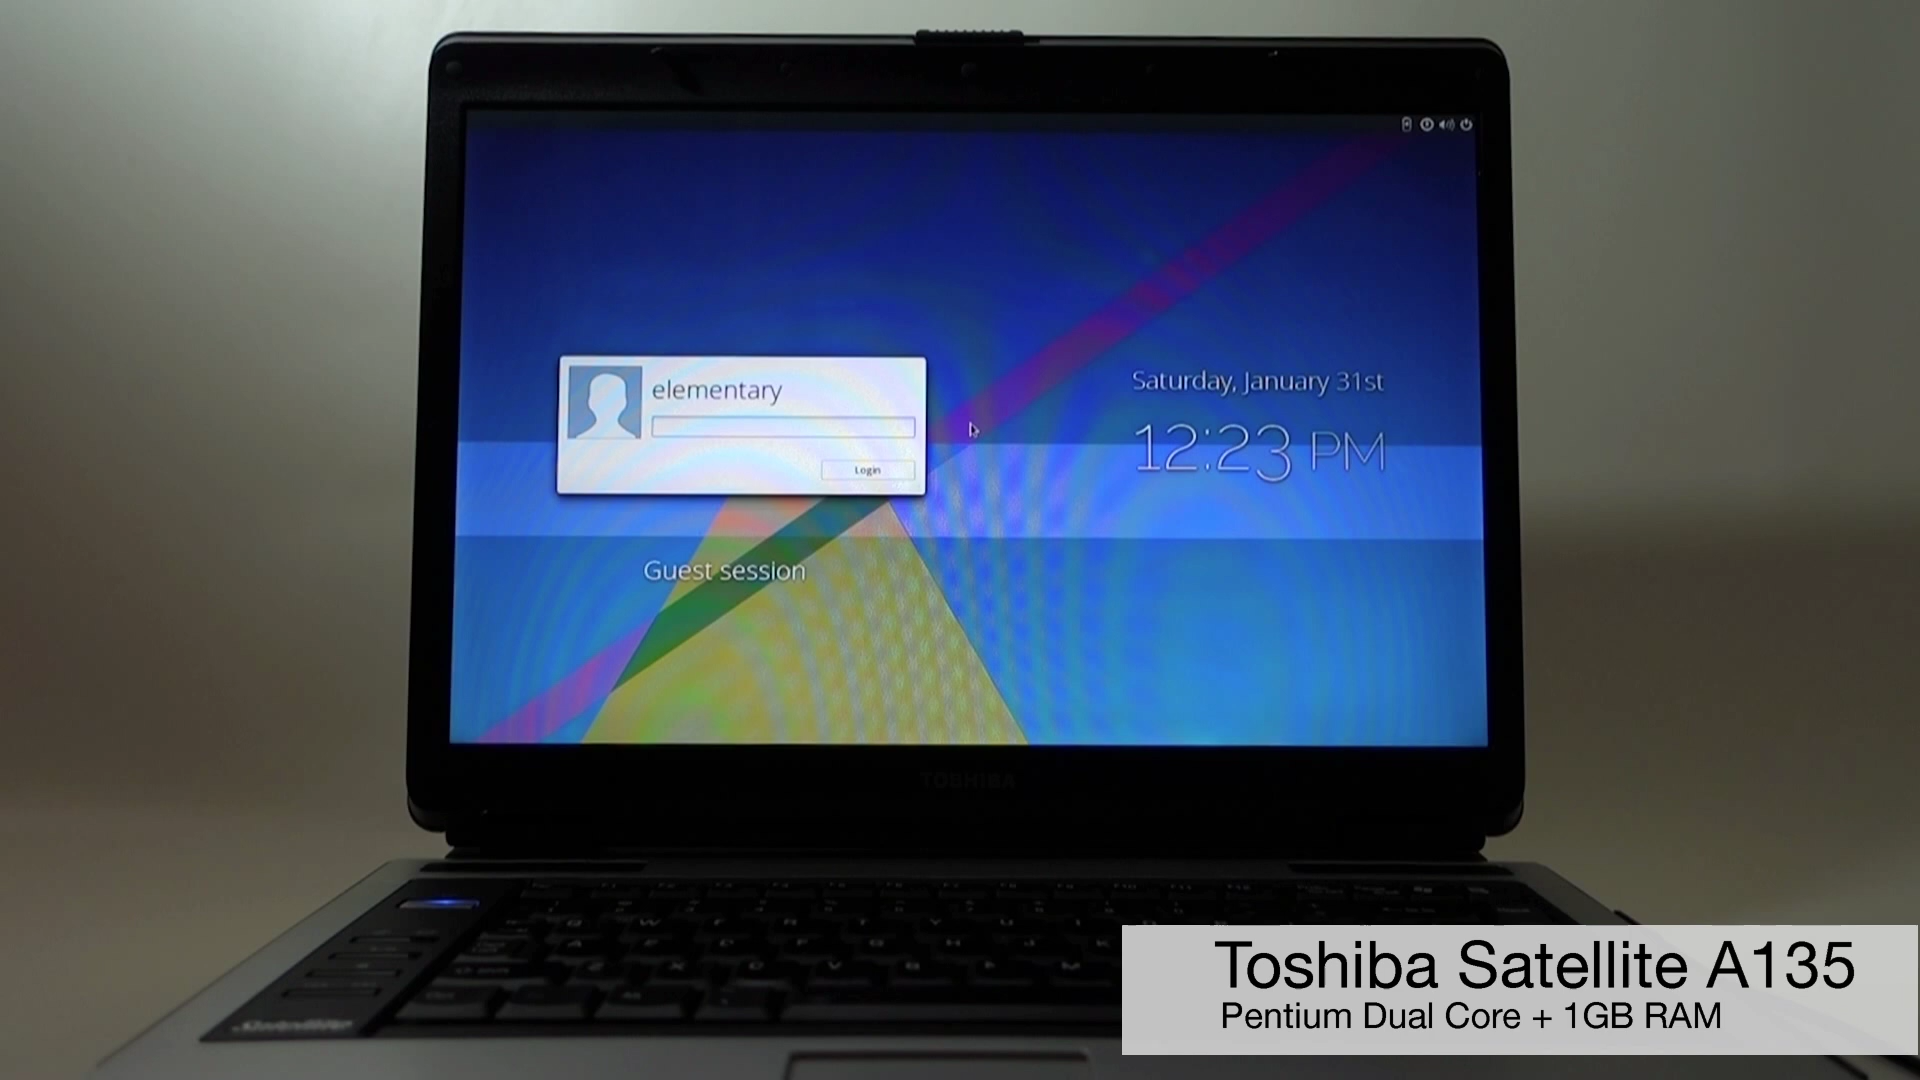 elementary
Login
Guest session
Saturday, January 31st
12:23 PM
TOSHIBA
Satellite
Toshiba Satellite A135
Pentium Dual Core + 1GB RAM